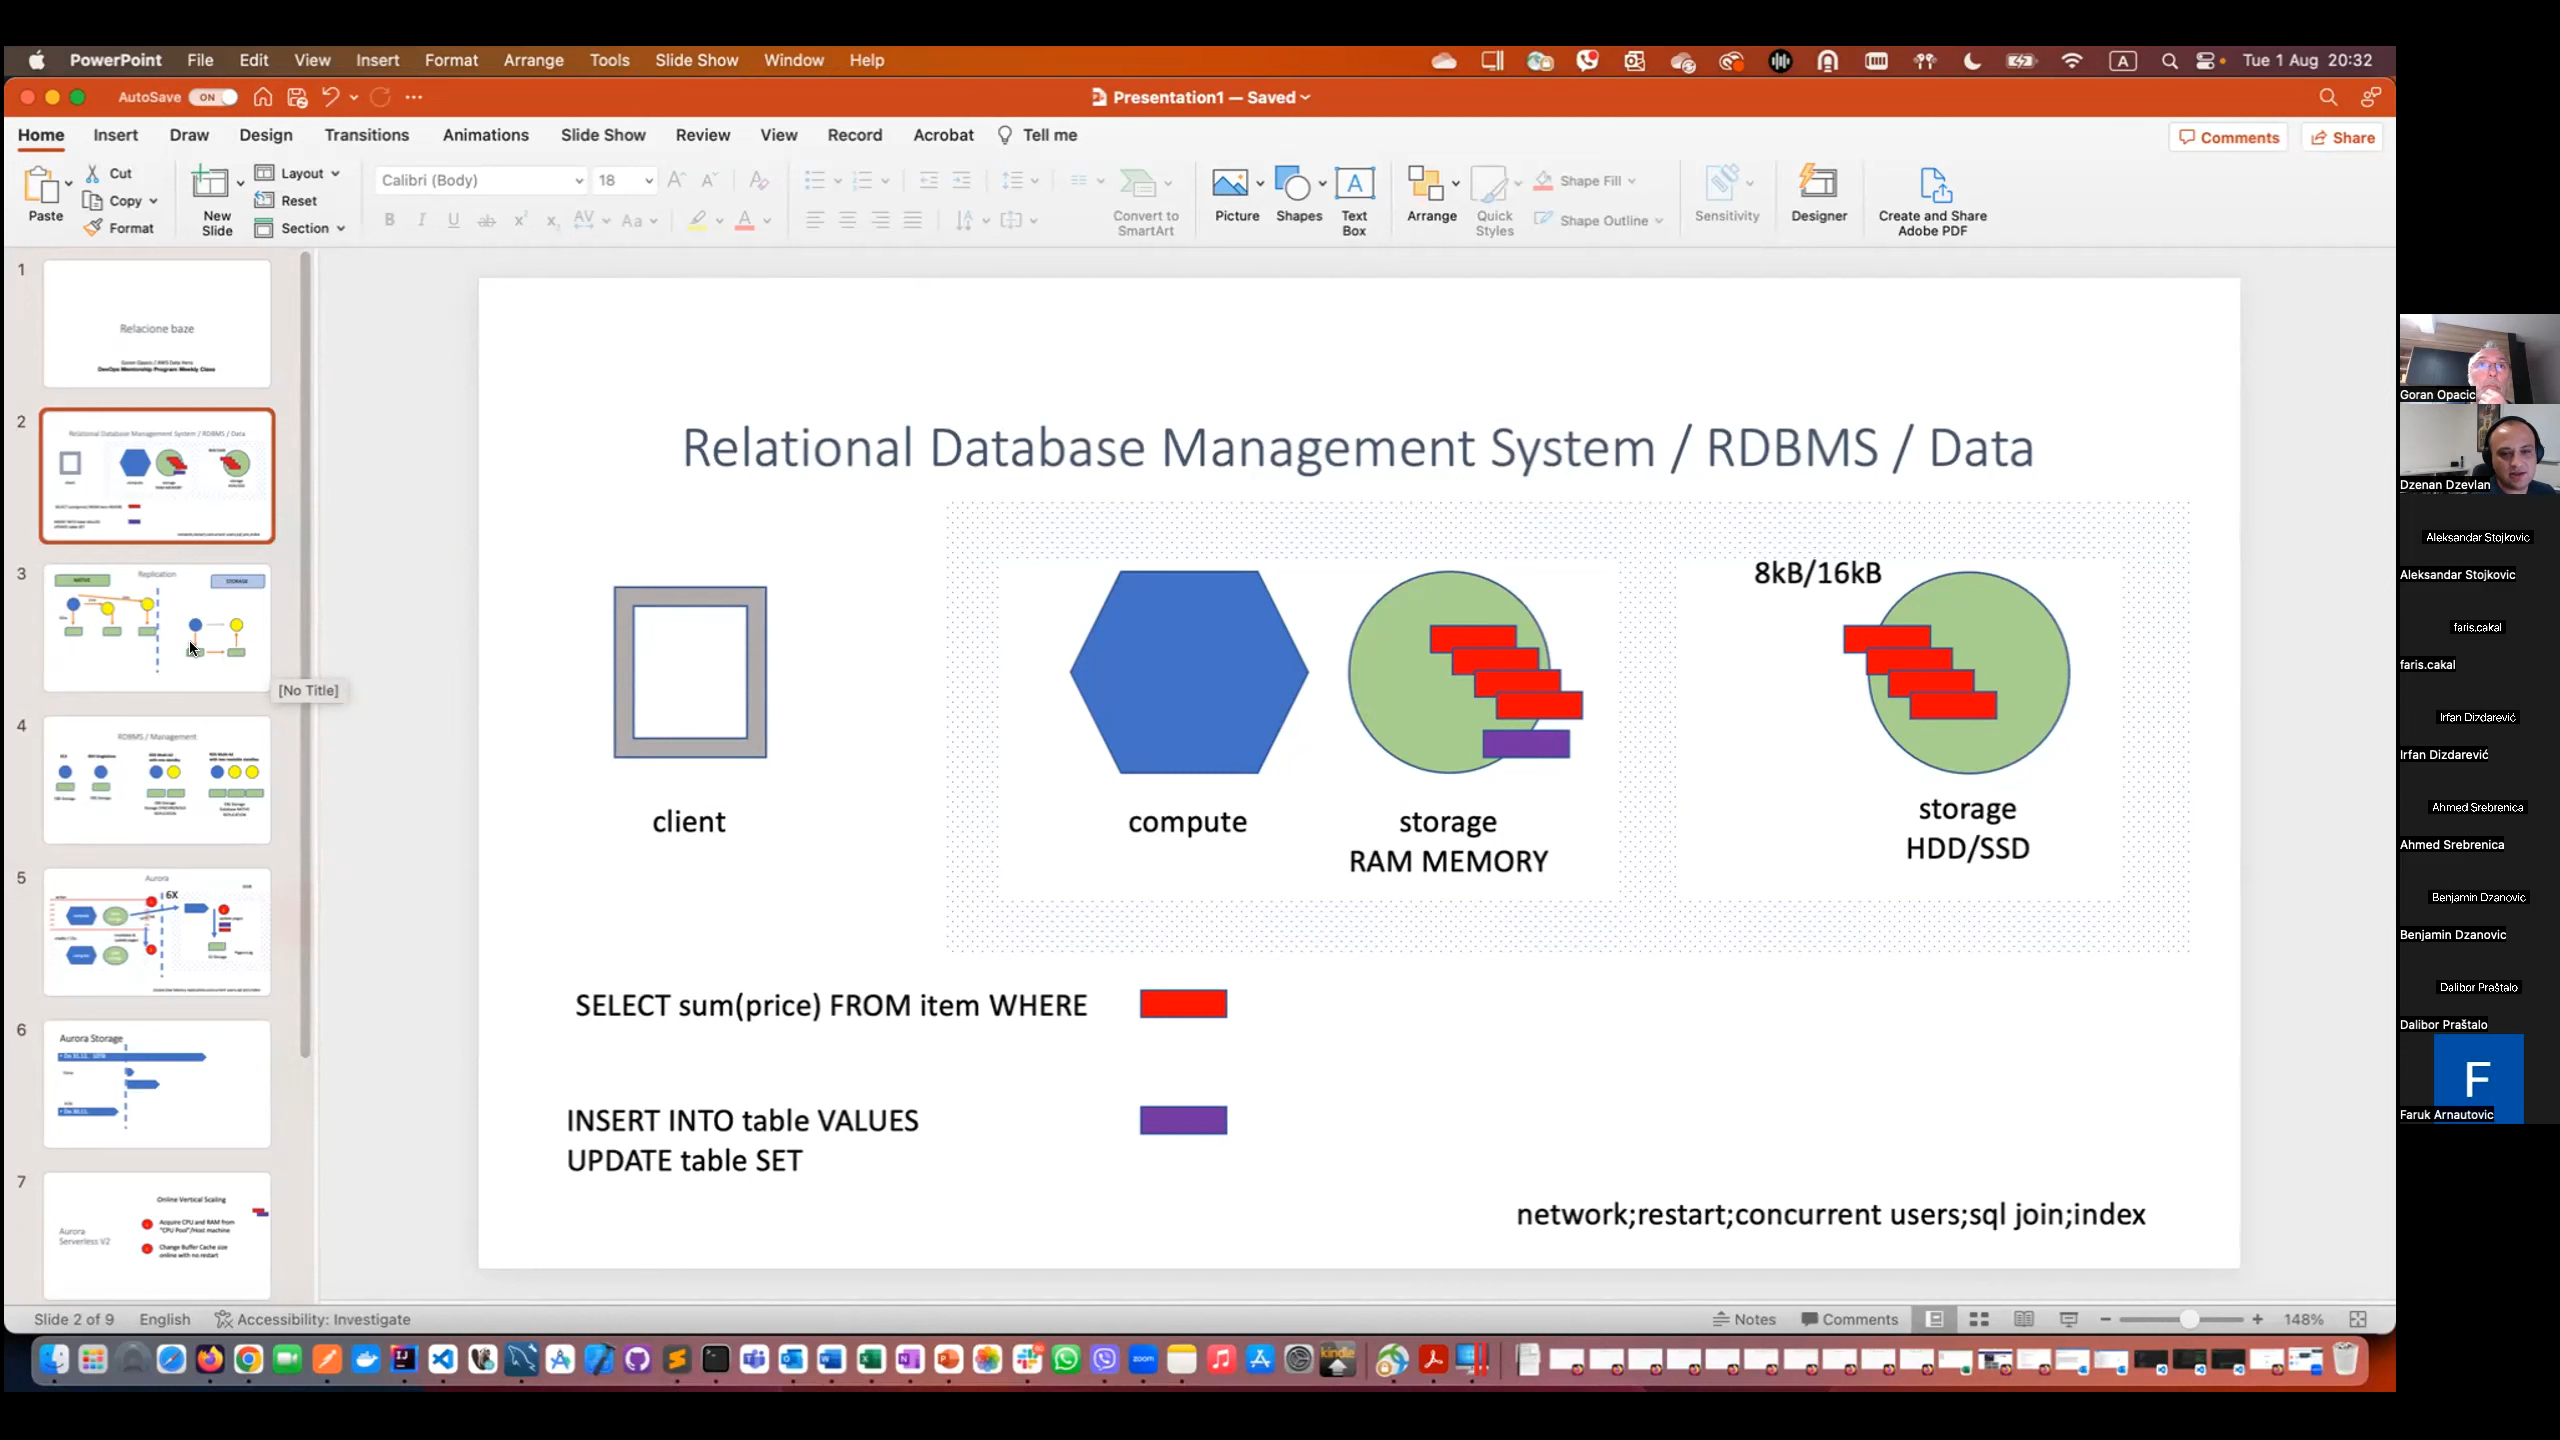 PowerPoint File Edit View Insert Format Arrange Tools Slide Show Window Help
A
Tue 1 Aug 20:32
AutoSave ON
Presentation1 — Saved
Home Insert Draw Design Transitions Animations Slide Show Review View Record Acrobat Tell me
Comments Share
Paste
Cut
Copy
Format
New Slide
Layout
Reset
Section
Calibri (Body) 18
Convert to SmartArt
Picture
Shapes
Text Box
Arrange
Quick Styles
Shape Fill
Shape Outline
Sensitivity
Designer
Create and Share Adobe PDF
1
Relacione baze
Goran Opacic / AWS Data Hero
DevOps Mentorship Program Weekly Class
2
Relational Database Management System / RDBMS / Data
3
NATIVE
Replication
STORAGE
[No Title]
4
RDBMS / Management
5
Aurora
6X
6
Aurora Storage
7
Online Vertical Scaling
Aurora Serverless V2
Acquire CPU and RAM from
"CPU Pool"/Host machine
Change Buffer Cache size
online with no restart
Relational Database Management System / RDBMS / Data
8kB/16kB
client
compute
storage
RAM MEMORY
storage
HDD/SSD
SELECT sum(price) FROM item WHERE
INSERT INTO table VALUES
UPDATE table SET
network;restart;concurrent users;sql join;index
Slide 2 of 9 English Accessibility: Investigate
Notes Comments 148%
Goran Opacic
Dzenan Dzevlan
Aleksandar Stojkovic
Aleksandar Stojkovic
faris.cakal
faris.cakal
Irfan Dizdarević
Irfan Dizdarević
Ahmed Srebrenica
Ahmed Srebrenica
Benjamin Dzanovic
Benjamin Dzanovic
Dalibor Praštalo
Dalibor Praštalo
F
Faruk Arnautovic